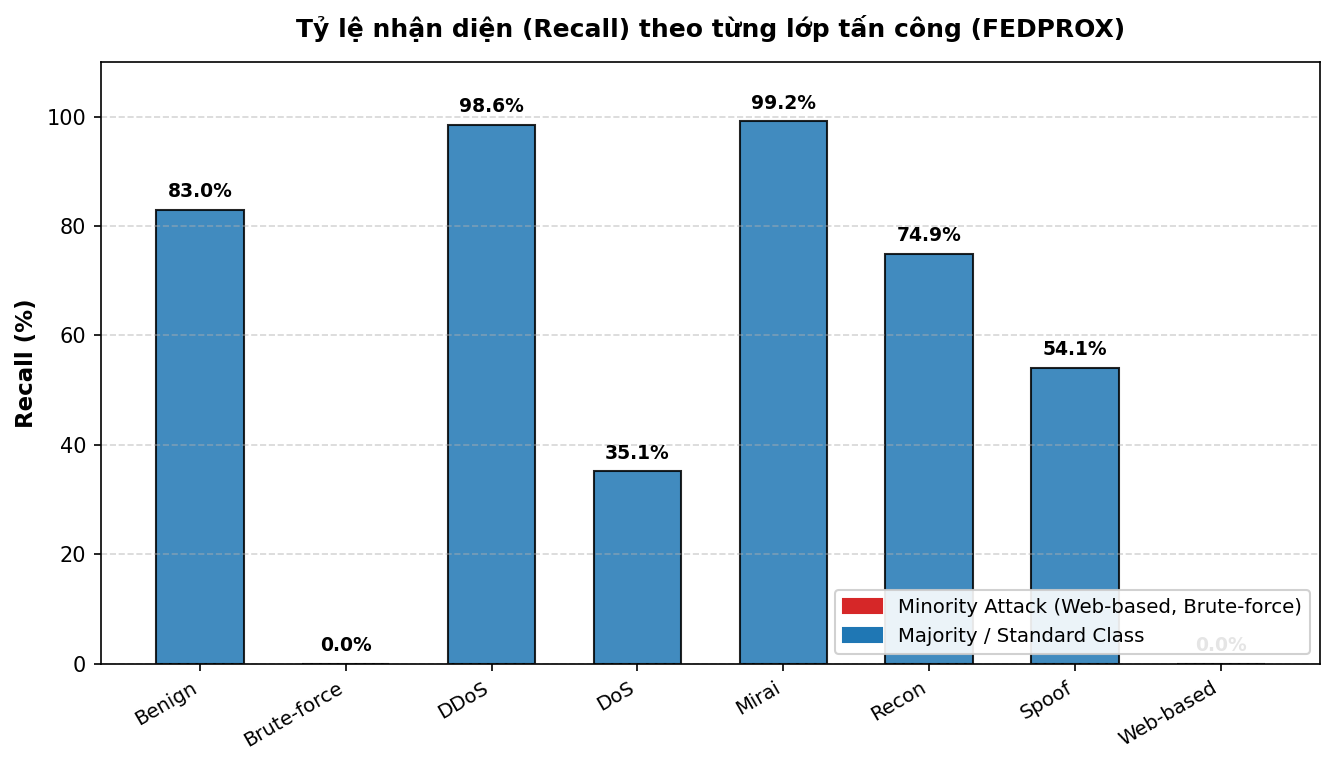 Tỷ lệ nhận diện (Recall) theo từng lớp tấn công (FEDPROX)
Recall (%)
100
80
60
40
20
0
83.0%
0.0%
98.6%
35.1%
99.2%
74.9%
54.1%
0.0%
Minority Attack (Web-based, Brute-force)
Majority / Standard Class
Benign
Brute-force
DDoS
DoS
Mirai
Recon
Spoof
Web-based